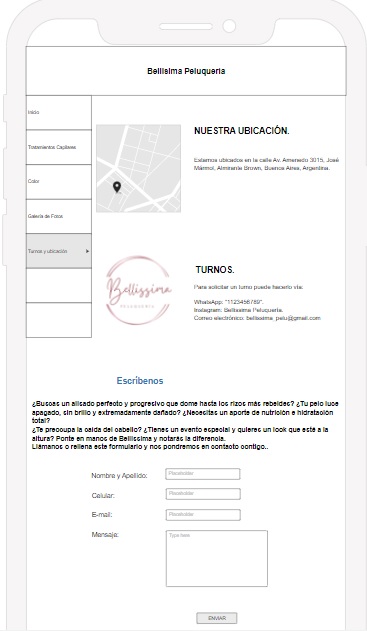 Bellisima Peluqueria
Inicio
Tratamientos Capilares
Color
Galería de Fotos
Turnos y ubicación
NUESTRA UBICACIÓN.
Estamos ubicados en la calle Av. Amenedo 3015, José
Mármol, Almirante Brown, Buenos Aires, Argentina.
Bellissima
PELUQUERÍA
TURNOS.
Para solicitar un turno puede hacerlo vía:
WhatsApp: "1123456789".
Instagram: Bellissima Peluquería.
Correo electrónico: bellissima_pelu@gmail.com
Escríbenos
¿Buscas un alisado perfecto y progresivo que dome hasta los rizos más rebeldes? ¿Tu pelo luce
apagado, sin brillo y extremadamente dañado? ¿Necesitas un aporte de nutrición e hidratación
total?
¿Te preocupa la caída del cabello? ¿Tienes un evento especial y quieres un look que esté a la
altura? Ponte en manos de Bellissima y notarás la diferencia.
Llámanos o rellena este formulario y nos pondremos en contacto contigo..
Nombre y Apellido:
Placeholder
Celular:
Placeholder
E-mail:
Placeholder
Mensaje:
Type here
ENVIAR